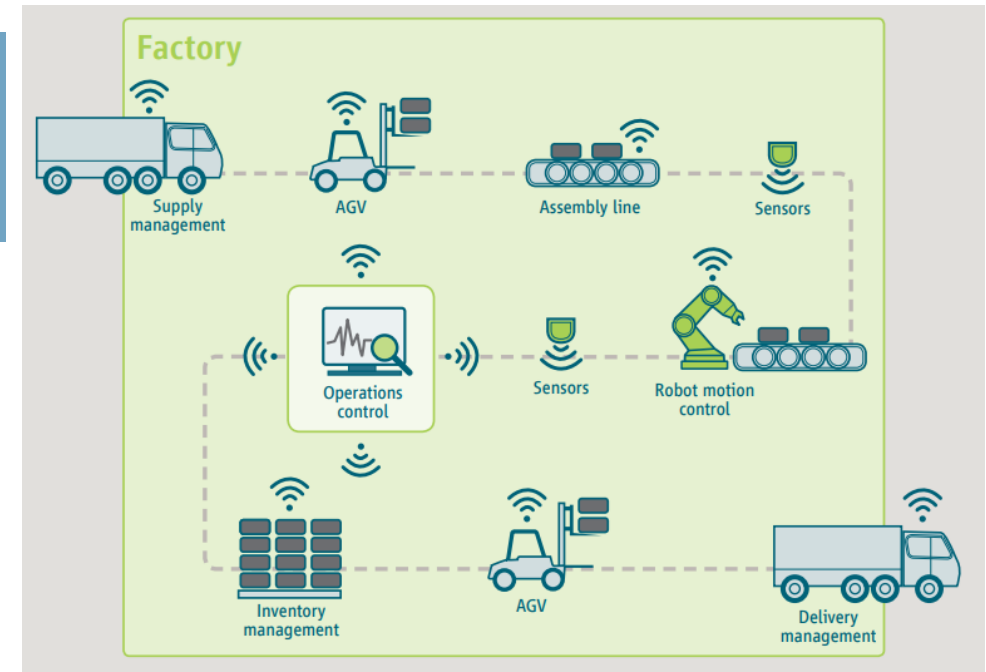 Factory
Supply
management
AGV
Assembly line
Sensors
Operations
control
Sensors
Robot motion
control
Inventory
management
AGV
Delivery
management